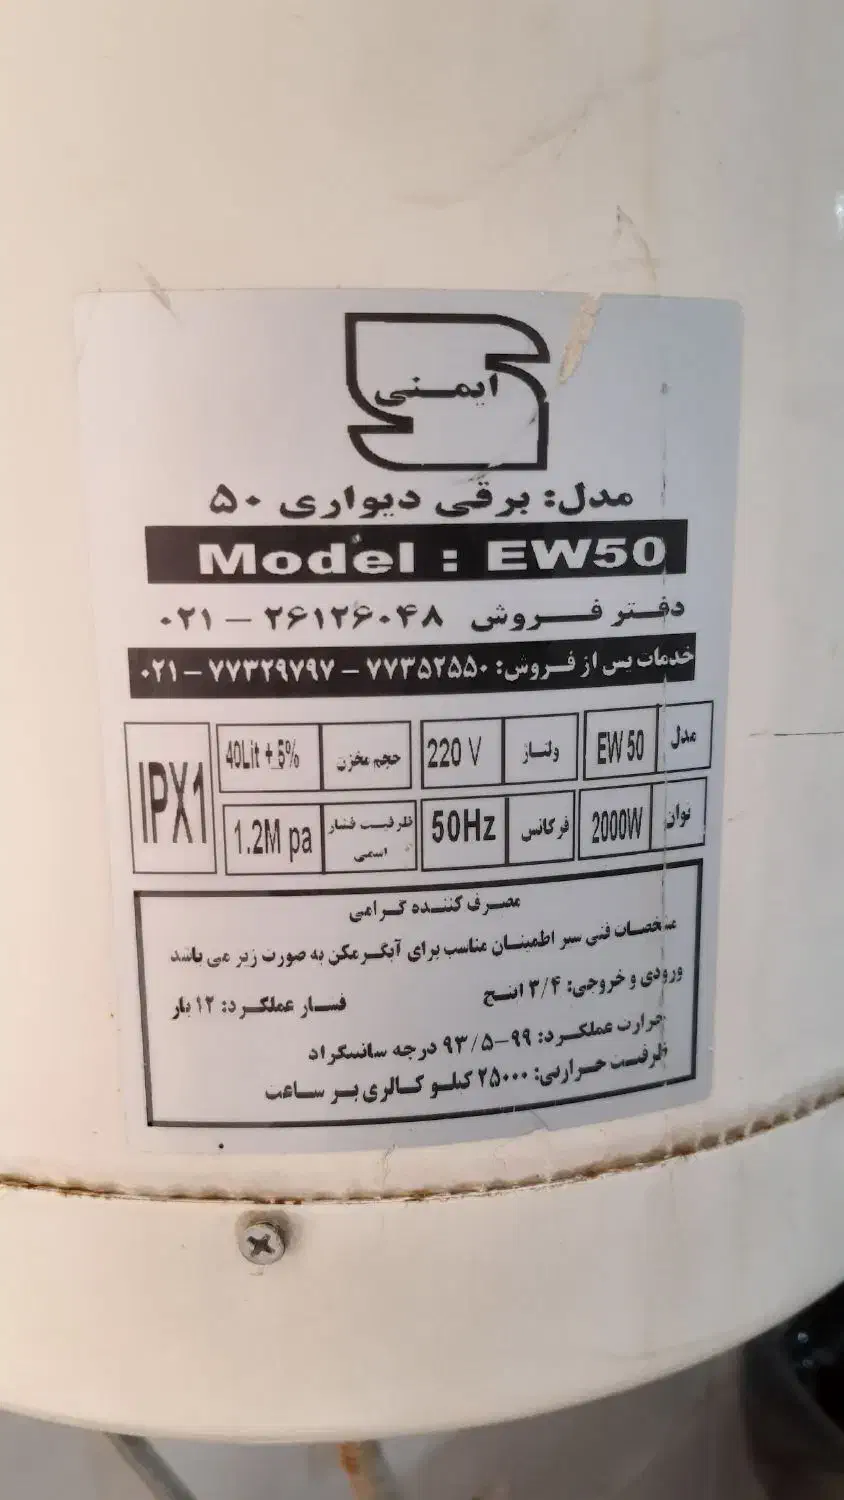 ایمنی
مدل: برقی دیواری ۵۰
Model : EW50
دفتر فروش ۲۶۱۲۶۰۴۸ - ۰۲۱
خدمات پس از فروش: ۷۷۳۵۲۵۵۰ - ۷۷۳۲۹۷۹۷ - ۰۲۱
مدل EW 50 ولتاژ 220 V حجم مخزن 40Lit ± 5%
IPX1
توان 2000W فرکانس 50Hz ظرفیت فشار اسمی 1.2M pa
مصرف کننده گرامی
مشخصات فنی شیر اطمینان مناسب برای آبگرمکن به صورت زیر می باشد
ورودی و خروجی: ۳/۴ اینچ فشار عملکرد: ۱۲ بار
حرارت عملکرد: ۹۹-۹۳/۵ درجه سانتیگراد
ظرفیت حرارتی: ۲۵۰۰۰ کیلو کالری بر ساعت